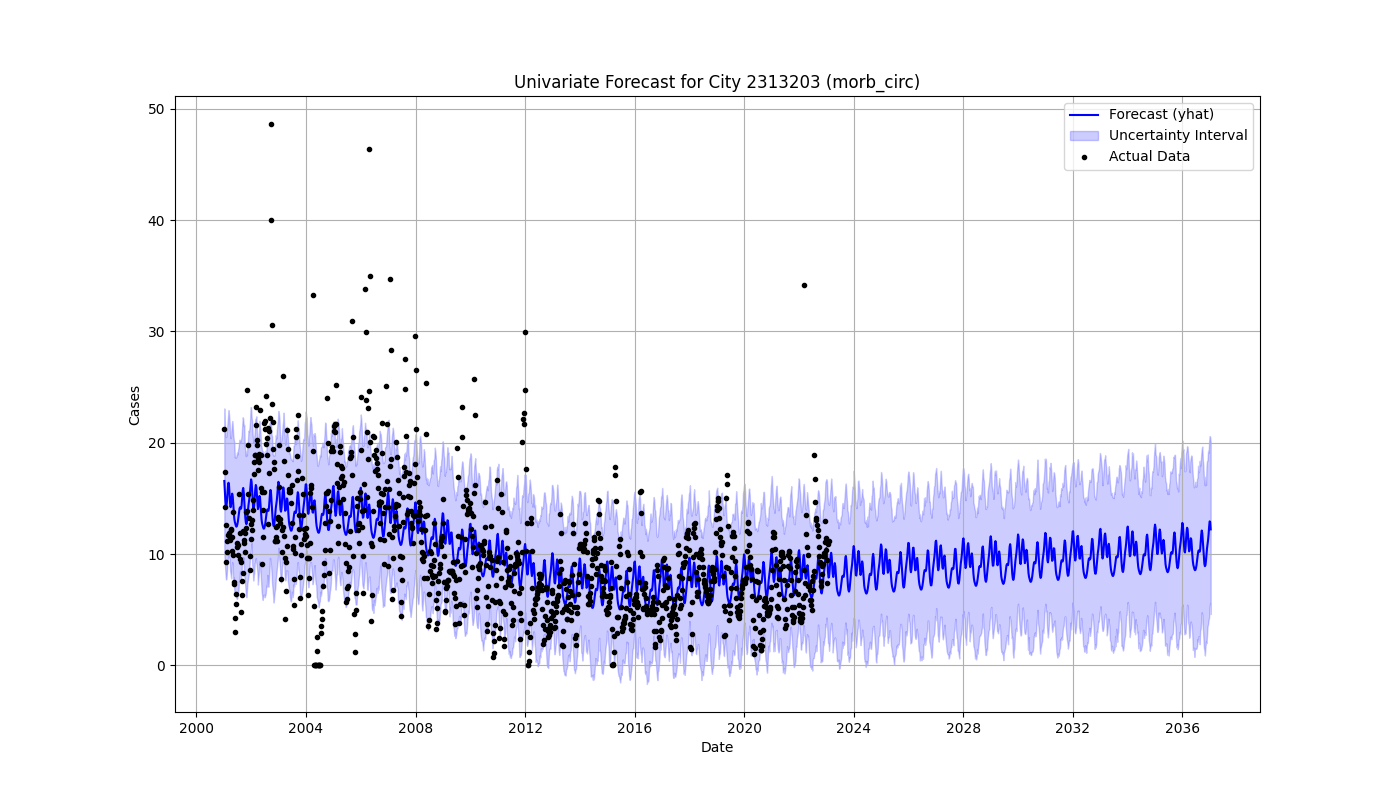 Univariate Forecast for City 2313203 (morb_circ)
Forecast (yhat)
Uncertainty Interval
Actual Data
Cases
50
40
30
20
10
0
2000 2004 2008 2012 2016 2020 2024 2028 2032 2036
Date